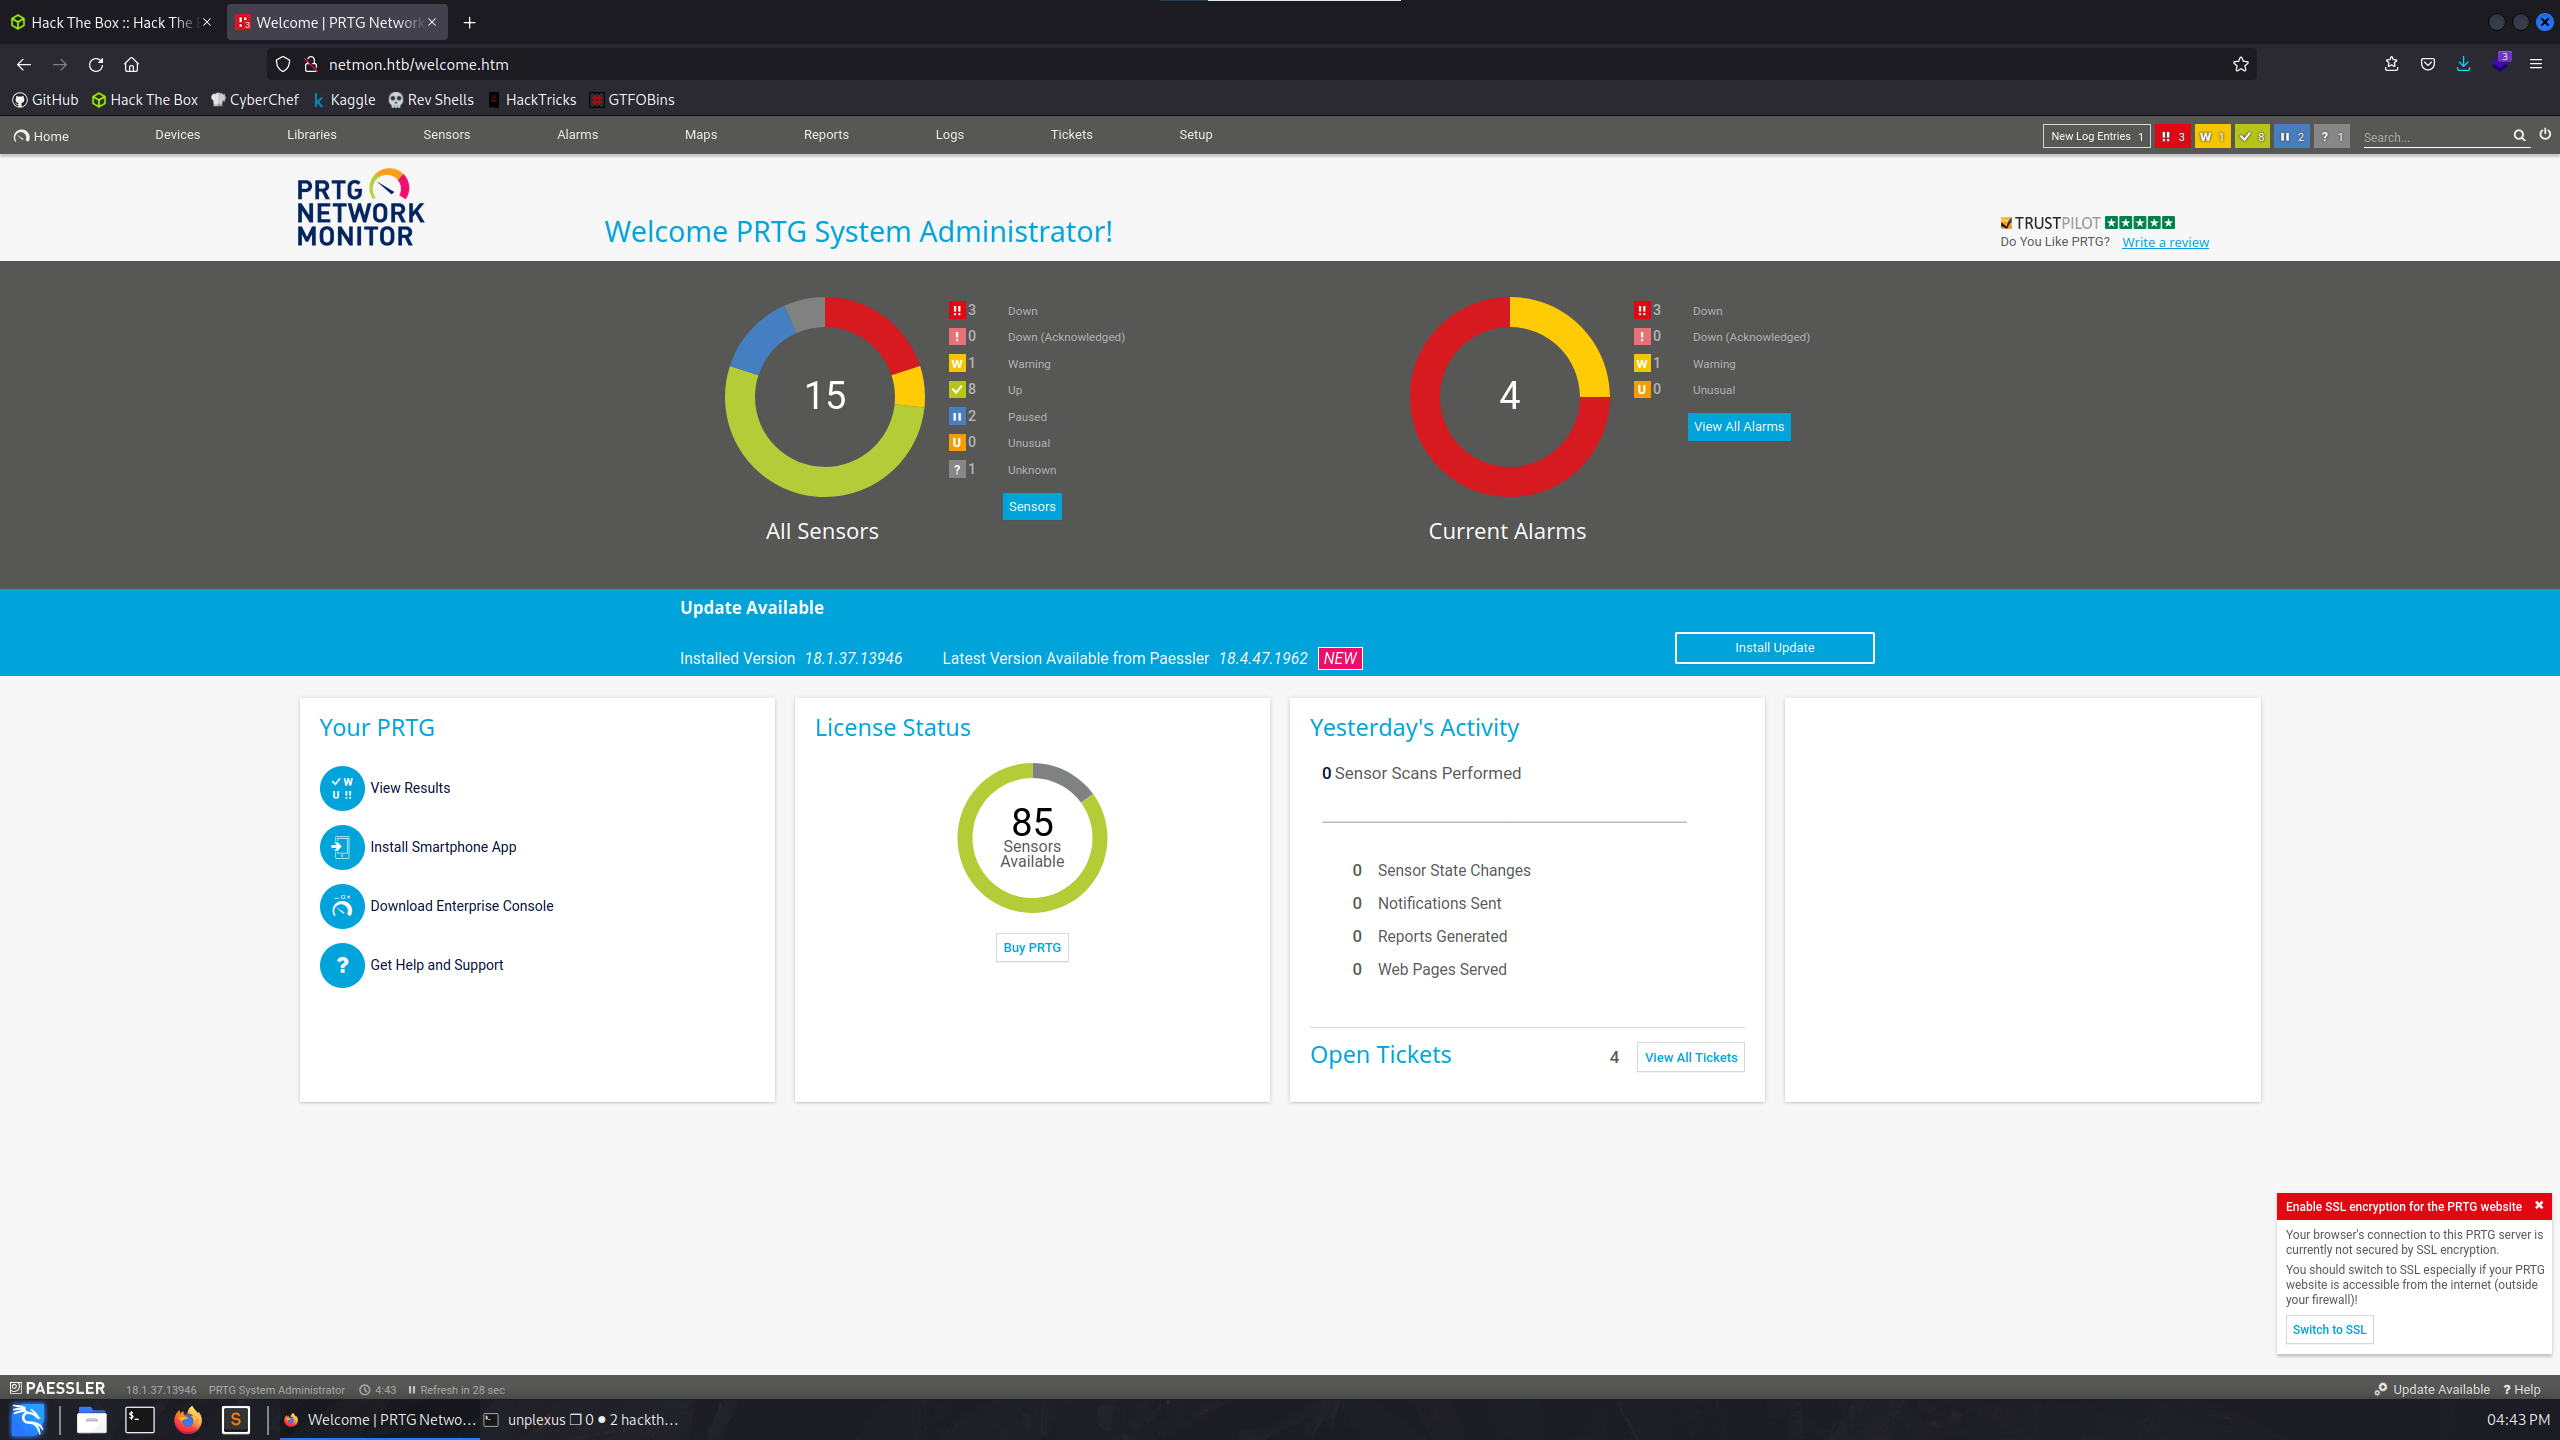 Hack The Box :: Hack The
Welcome | PRTG Network
netmon.htb/welcome.htm
3
GitHub Hack The Box CyberChef Kaggle Rev Shells HackTricks GTFOBins
Home Devices Libraries Sensors Alarms Maps Reports Logs Tickets Setup
New Log Entries 1 !! 3 W 1 8 2 ? 1 Search...
PRTG
NETWORK
MONITOR
Welcome PRTG System Administrator!
TRUSTPILOT
Do You Like PRTG? Write a review
15
All Sensors
!! 3 Down
! 0 Down (Acknowledged)
W 1 Warning
8 Up
2 Paused
U 0 Unusual
? 1 Unknown
Sensors
4
Current Alarms
!! 3 Down
! 0 Down (Acknowledged)
W 1 Warning
U 0 Unusual
View All Alarms
Update Available
Installed Version 18.1.37.13946 Latest Version Available from Paessler 18.4.47.1962 NEW
Install Update
Your PRTG
W
U !!
View Results
Install Smartphone App
Download Enterprise Console
? Get Help and Support
License Status
85
Sensors
Available
Buy PRTG
Yesterday's Activity
0 Sensor Scans Performed
0 Sensor State Changes
0 Notifications Sent
0 Reports Generated
0 Web Pages Served
Open Tickets 4 View All Tickets
Enable SSL encryption for the PRTG website
Your browser's connection to this PRTG server is
currently not secured by SSL encryption.
You should switch to SSL especially if your PRTG
website is accessible from the internet (outside
your firewall)!
Switch to SSL
PAESSLER 18.1.37.13946 PRTG System Administrator 4:43 Refresh in 28 sec
Update Available ? Help
$_ S Welcome | PRTG Netwo... unplexus ❐ 0 ● 2 hackth...
04:43 PM